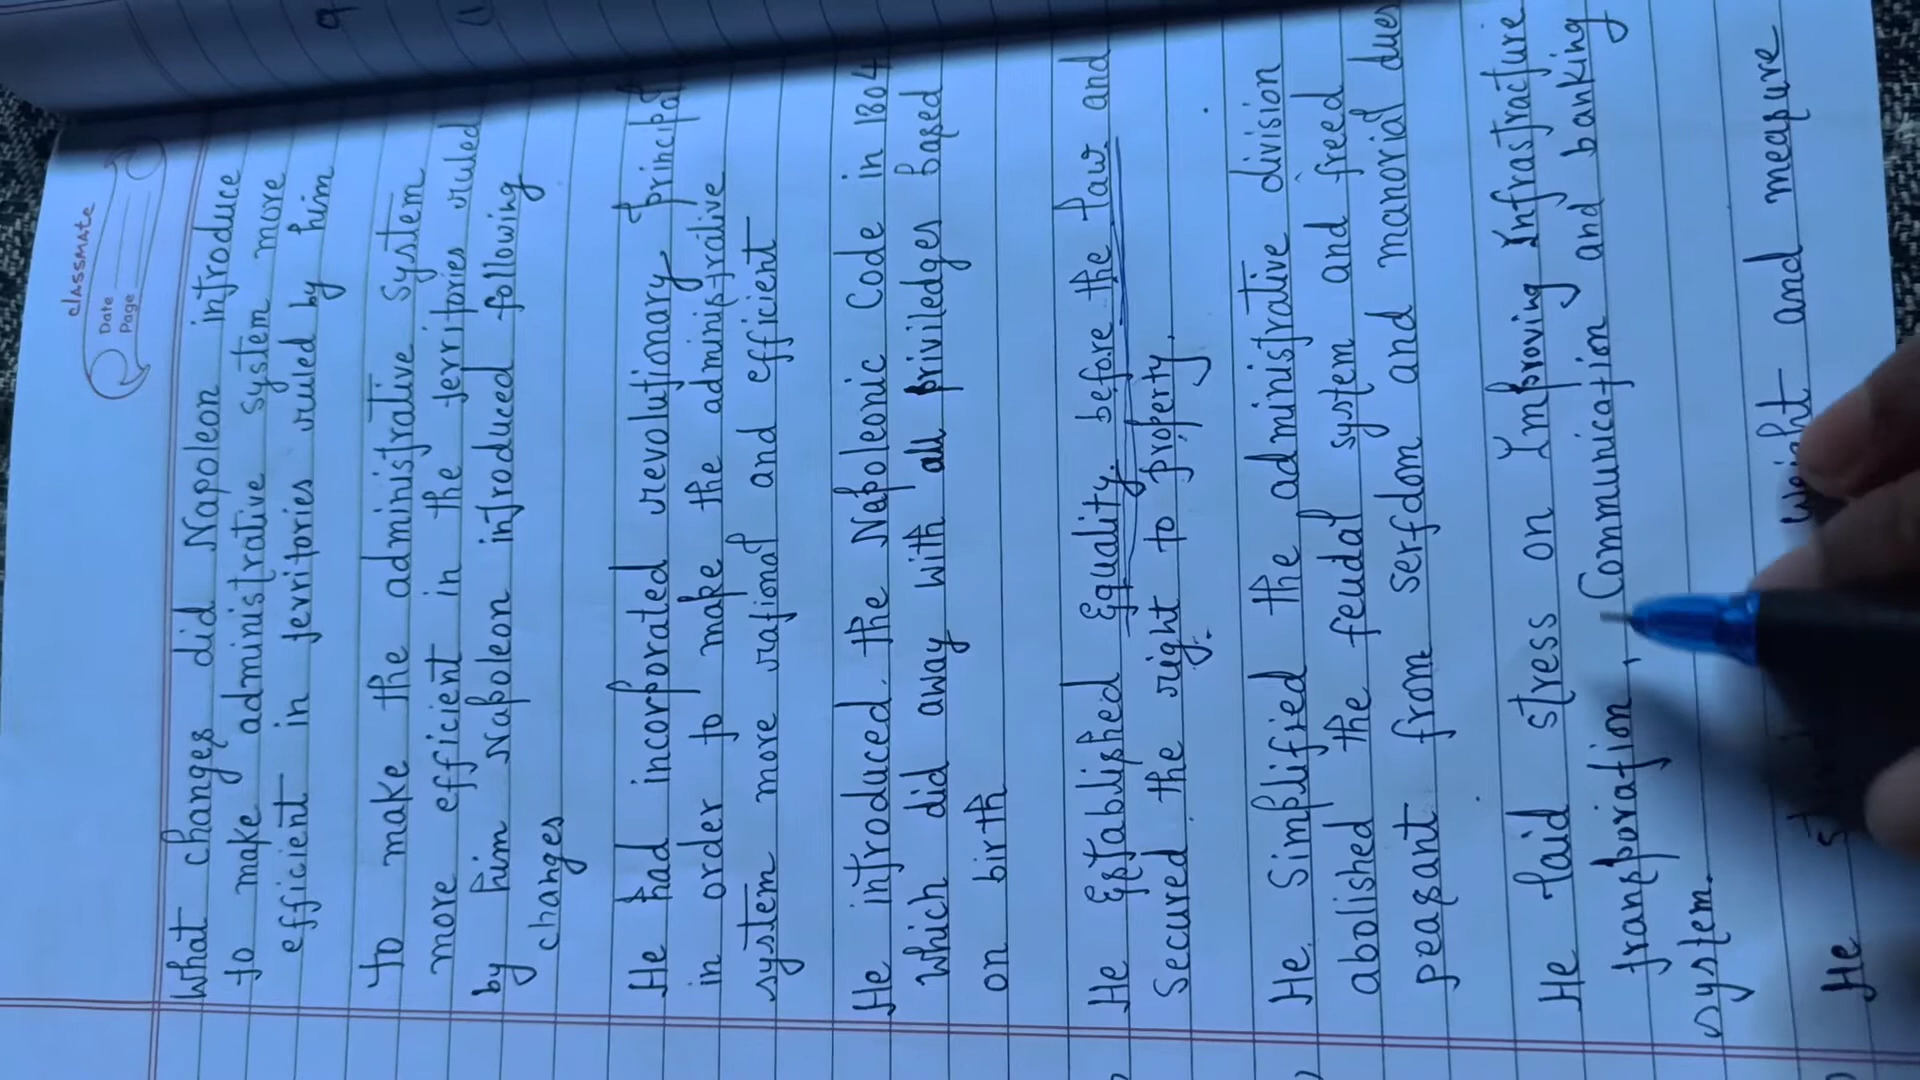 classmate
Date
Page
What changes did Napoleon introduce
to make administrative system more
efficient in territories ruled by him
To make the administrative system
more efficient in the territories ruled
by him Napoleon introduced following
changes
He had incorporated revolutionary principal
in order to make the administrative
system more rational and efficient
He introduced the Napoleonic Code in 1804
which did away with all priviledges based
on birth
He Established Equality before the law and
Secured the right to property.
He Simplified the administrative division
abolished the feudal system and freed
peasant from serfdom and manorial dues
He laid stress on Improving Infrastracture
transporation, Communication and banking
system.
He weight and measure